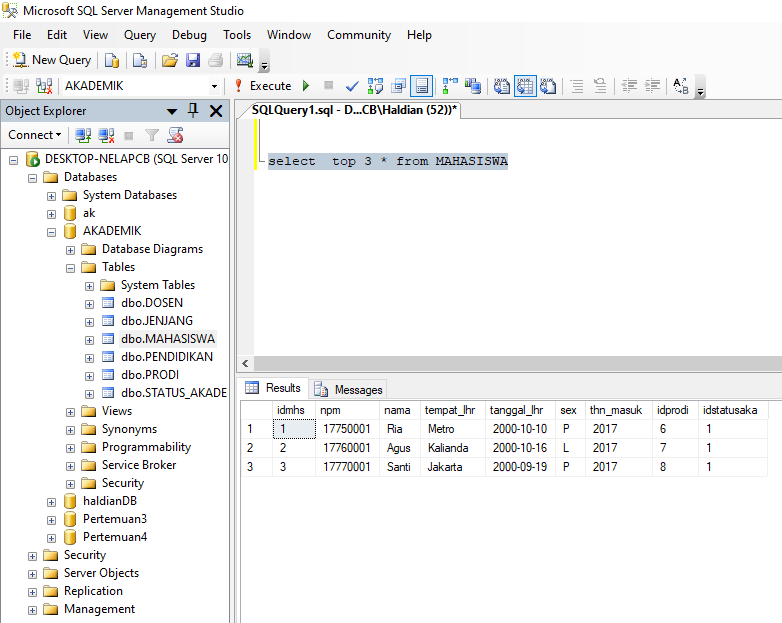 Microsoft SQL Server Management Studio
File Edit View Query Debug Tools Window Community Help
New Query
AKADEMIK Execute
Object Explorer
Connect
DESKTOP-NELAPCB (SQL Server 10
Databases
System Databases
ak
AKADEMIK
Database Diagrams
Tables
System Tables
dbo.DOSEN
dbo.JENJANG
dbo.MAHASISWA
dbo.PENDIDIKAN
dbo.PRODI
dbo.STATUS_AKADE
Views
Synonyms
Programmability
Service Broker
Security
haldianDB
Pertemuan3
Pertemuan4
Security
Server Objects
Replication
Management
SQLQuery1.sql - D...CB\Haldian (52))*
select  top 3 * from MAHASISWA
Results Messages
idmhs npm nama tempat_lhr tanggal_lhr sex thn_masuk idprodi idstatusaka
1 1 17750001 Ria Metro 2000-10-10 P 2017 6 1
2 2 17760001 Agus Kalianda 2000-10-16 L 2017 7 1
3 3 17770001 Santi Jakarta 2000-09-19 P 2017 8 1